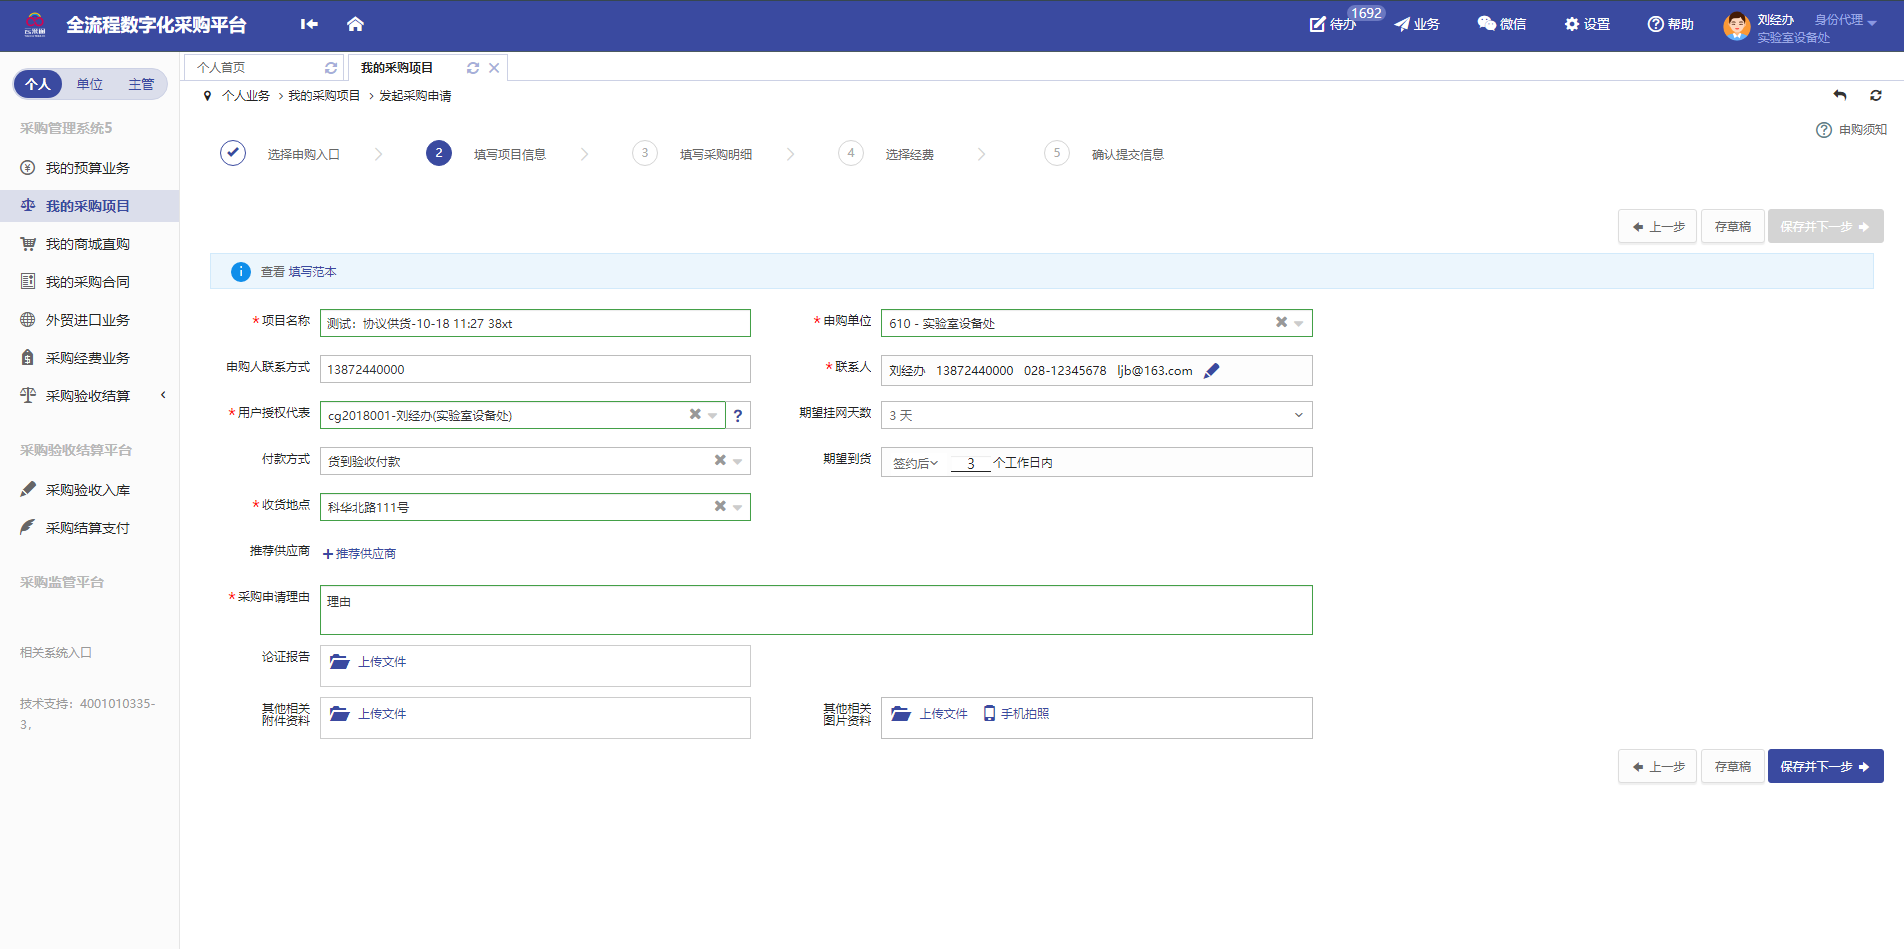 全流程数字化采购平台
待办 1692 业务 微信 设置 帮助 刘经办 身份代理
实验室设备处
个人 单位 主管
采购管理系统5
我的预算业务
我的采购项目
我的商城直购
我的采购合同
外贸进口业务
采购经费业务
采购验收结算
采购验收结算平台
采购验收入库
采购结算支付
采购监管平台
相关系统入口
技术支持：4001010335-
3,
个人首页 我的采购项目
个人业务 > 我的采购项目 > 发起采购申请
申购须知
选择申购入口 2 填写项目信息 3 填写采购明细 4 选择经费 5 确认提交信息
上一步 存草稿 保存并下一步
查看 填写范本
*项目名称 测试：协议供货-10-18 11:27 38xt *申购单位 610 - 实验室设备处
申购人联系方式 13872440000 *联系人 刘经办 13872440000 028-12345678 ljb@163.com
*用户授权代表 cg2018001-刘经办(实验室设备处) ? 期望挂网天数 3 天
付款方式 货到验收付款 期望到货 签约后 3 个工作日内
*收货地点 科华北路111号
推荐供应商 +推荐供应商
*采购申请理由 理由
论证报告 上传文件
其他相关
附件资料 上传文件
其他相关
图片资料 上传文件 手机拍照
上一步 存草稿 保存并下一步